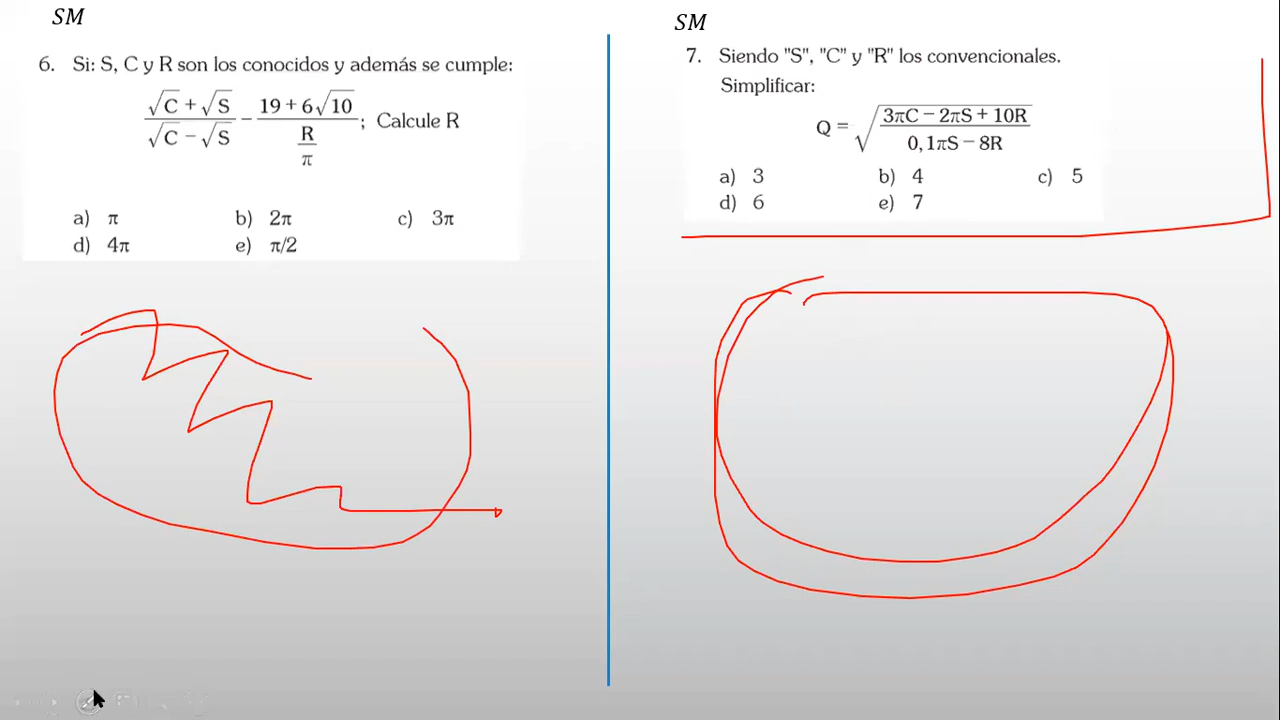 SM
6. Si: S, C y R son los conocidos y además se cumple:
√C + √S / √C − √S − 19 + 6√10 / R/π ; Calcule R
a) π b) 2π c) 3π
d) 4π e) π/2
SM
7. Siendo "S", "C" y "R" los convencionales.
Simplificar:
Q = √(3πC − 2πS + 10R / 0,1πS − 8R)
a) 3 b) 4 c) 5
d) 6 e) 7